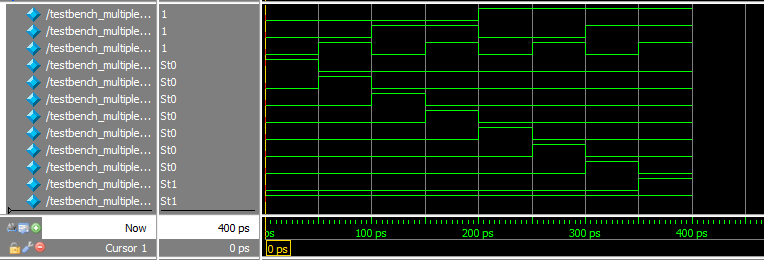 /testbench_multiple... 1
/testbench_multiple... 1
/testbench_multiple... 1
/testbench_multiple... St0
/testbench_multiple... St0
/testbench_multiple... St0
/testbench_multiple... St0
/testbench_multiple... St0
/testbench_multiple... St0
/testbench_multiple... St0
/testbench_multiple... St1
/testbench_multiple... St1
Now 400 ps ps 100 ps 200 ps 300 ps 400 ps
Cursor 1 0 ps 0 ps